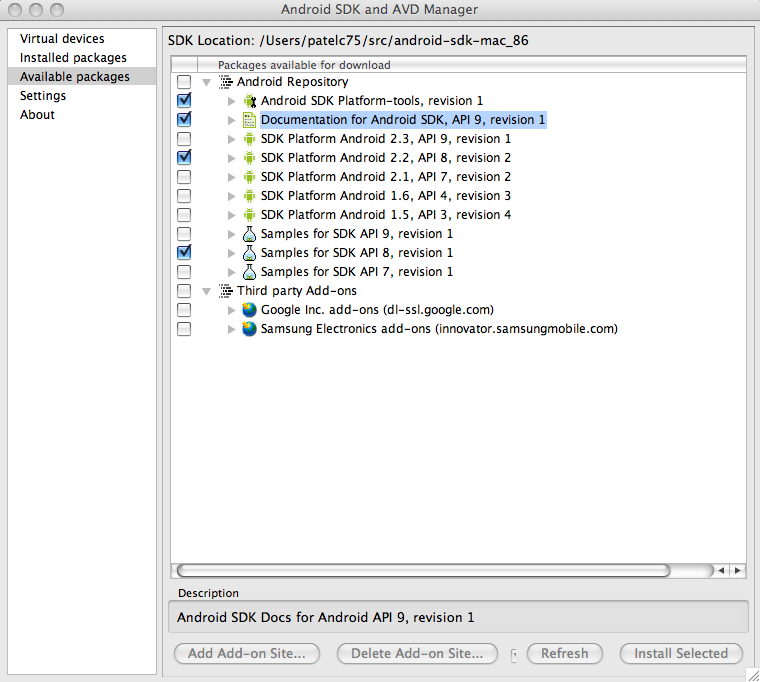 Android SDK and AVD Manager
Virtual devices
Installed packages
Available packages
Settings
About
SDK Location: /Users/patelc75/src/android-sdk-mac_86
Packages available for download
Android Repository
Android SDK Platform-tools, revision 1
Documentation for Android SDK, API 9, revision 1
SDK Platform Android 2.3, API 9, revision 1
SDK Platform Android 2.2, API 8, revision 2
SDK Platform Android 2.1, API 7, revision 2
SDK Platform Android 1.6, API 4, revision 3
SDK Platform Android 1.5, API 3, revision 4
Samples for SDK API 9, revision 1
Samples for SDK API 8, revision 1
Samples for SDK API 7, revision 1
Third party Add-ons
Google Inc. add-ons (dl-ssl.google.com)
Samsung Electronics add-ons (innovator.samsungmobile.com)
Description
Android SDK Docs for Android API 9, revision 1
Add Add-on Site... Delete Add-on Site... Refresh Install Selected